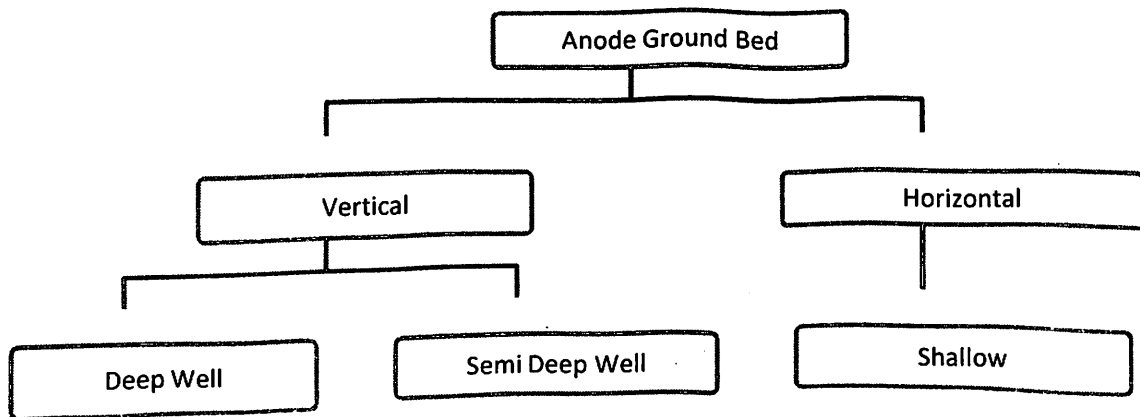 Anode Ground Bed
Vertical
Horizontal
Deep Well
Semi Deep Well
Shallow